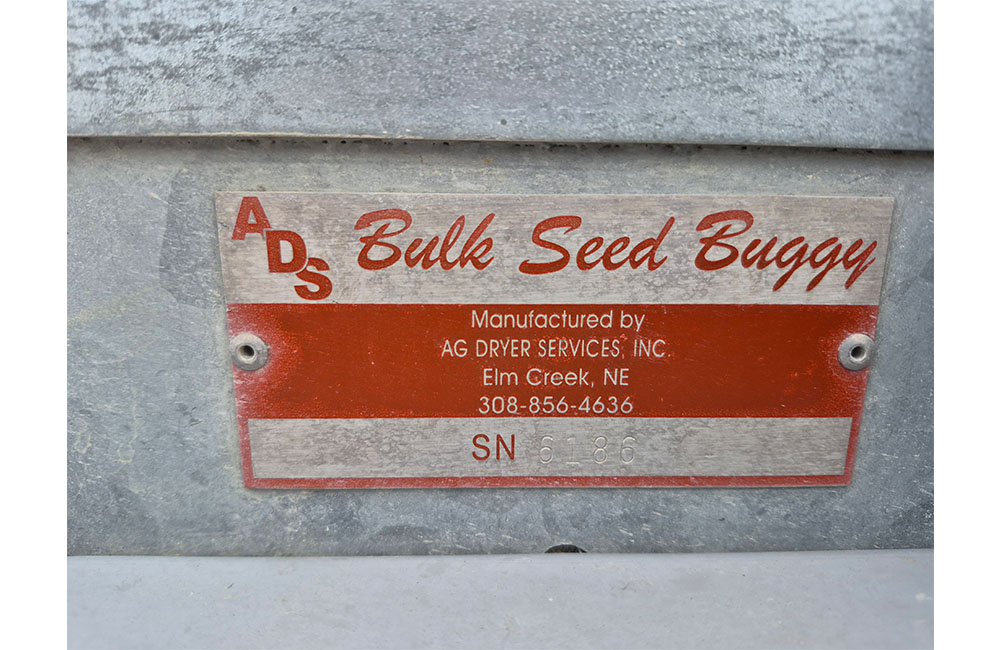 ADS Bulk Seed Buggy
Manufactured by
AG DRYER SERVICES, INC.
Elm Creek, NE
308-856-4636
SN 6186